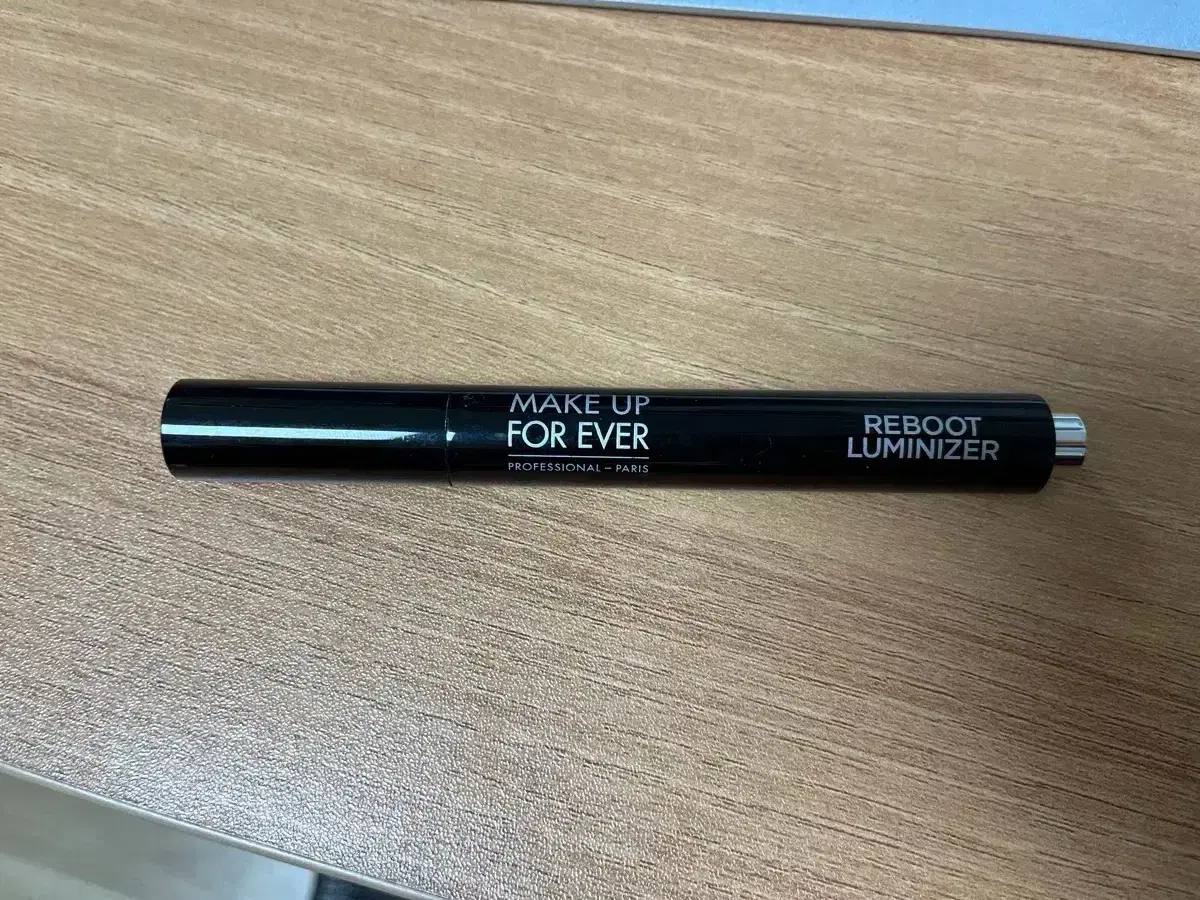 MAKE UP
FOR EVER
PROFESSIONAL – PARIS
REBOOT
LUMINIZER